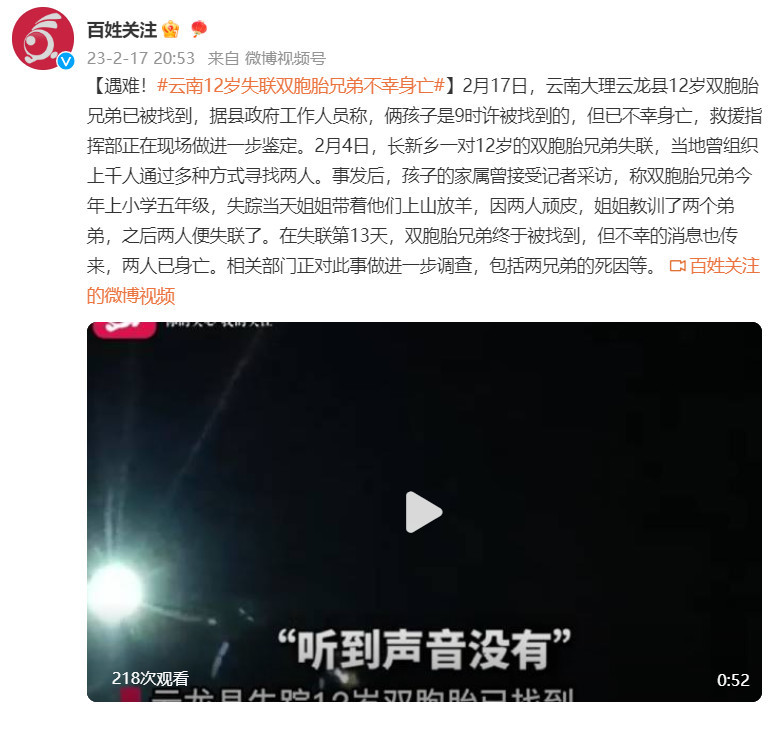 百姓关注
23-2-17 20:53 来自 微博视频号
【遇难！#云南12岁失联双胞胎兄弟不幸身亡#】2月17日，云南大理云龙县12岁双胞胎
兄弟已被找到，据县政府工作人员称，俩孩子是9时许被找到的，但已不幸身亡，救援指
挥部正在现场做进一步鉴定。2月4日，长新乡一对12岁的双胞胎兄弟失联，当地曾组织
上千人通过多种方式寻找两人。事发后，孩子的家属曾接受记者采访，称双胞胎兄弟今
年上小学五年级，失踪当天姐姐带着他们上山放羊，因两人顽皮，姐姐教训了两个弟
弟，之后两人便失联了。在失联第13天，双胞胎兄弟终于被找到，但不幸的消息也传
来，两人已身亡。相关部门正对此事做进一步调查，包括两兄弟的死因等。 百姓关注
的微博视频
“听到声音没有”
218次观看 0:52
云龙县失踪12岁双胞胎已找到